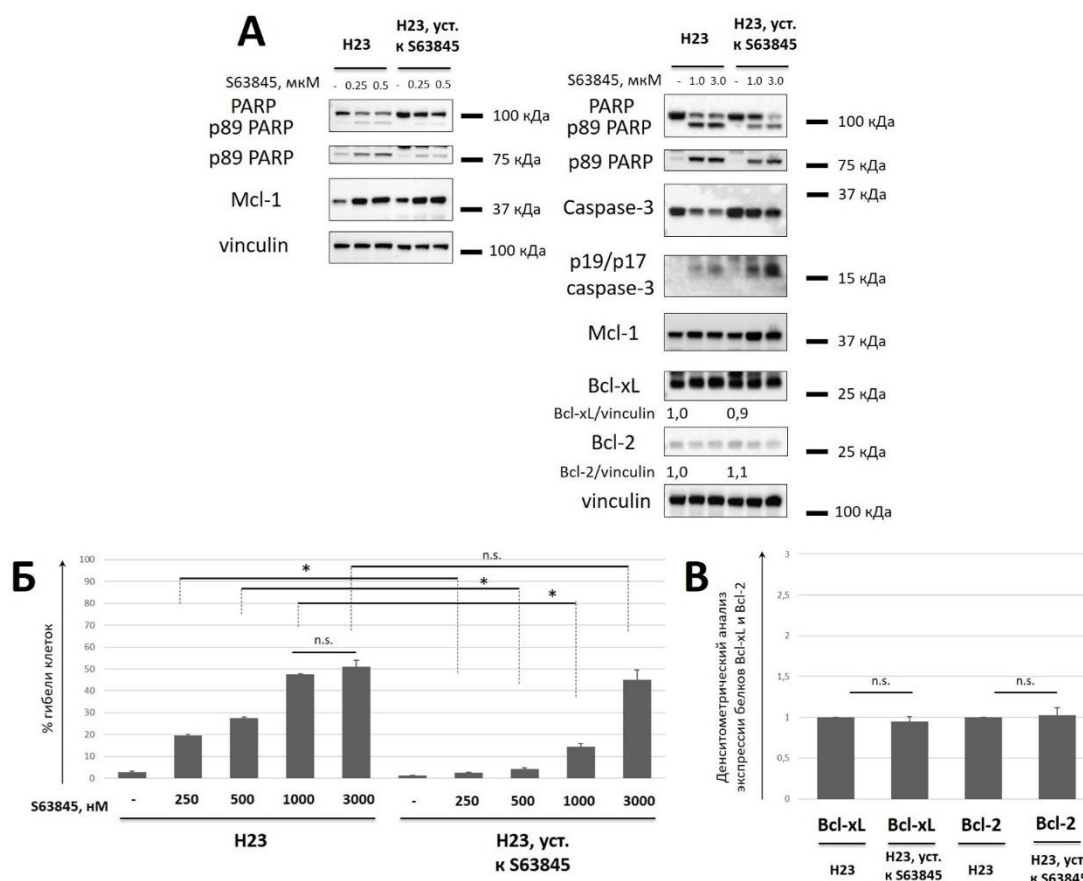 А
H23
H23, уст.
к S63845
S63845, мкМ
- 0.25 0.5 - 0.25 0.5
PARP
p89 PARP
100 кДа
p89 PARP
75 кДа
Mcl-1
37 кДа
vinculin
100 кДа
H23
H23, уст.
к S63845
S63845, мкМ
- 1.0 3.0 - 1.0 3.0
PARP
p89 PARP
100 кДа
p89 PARP
75 кДа
Caspase-3
37 кДа
p19/p17
caspase-3
15 кДа
Mcl-1
37 кДа
Bcl-xL
25 кДа
Bcl-xL/vinculin 1,0 0,9
Bcl-2
25 кДа
Bcl-2/vinculin 1,0 1,1
vinculin
100 кДа
Б
% гибели клеток
100
90
80
70
60
50
40
30
20
10
0
n.s.
*
*
*
n.s.
S63845, нМ - 250 500 1000 3000 - 250 500 1000 3000
H23
H23, уст.
к S63845
В
Денситометрический анализ
экспрессии белков Bcl-xL и Bcl-2
3
2,5
2
1,5
1
0,5
0
n.s.
n.s.
Bcl-xL Bcl-xL Bcl-2 Bcl-2
H23
H23, уст.
к S63845
H23
H23, уст.
к S63845